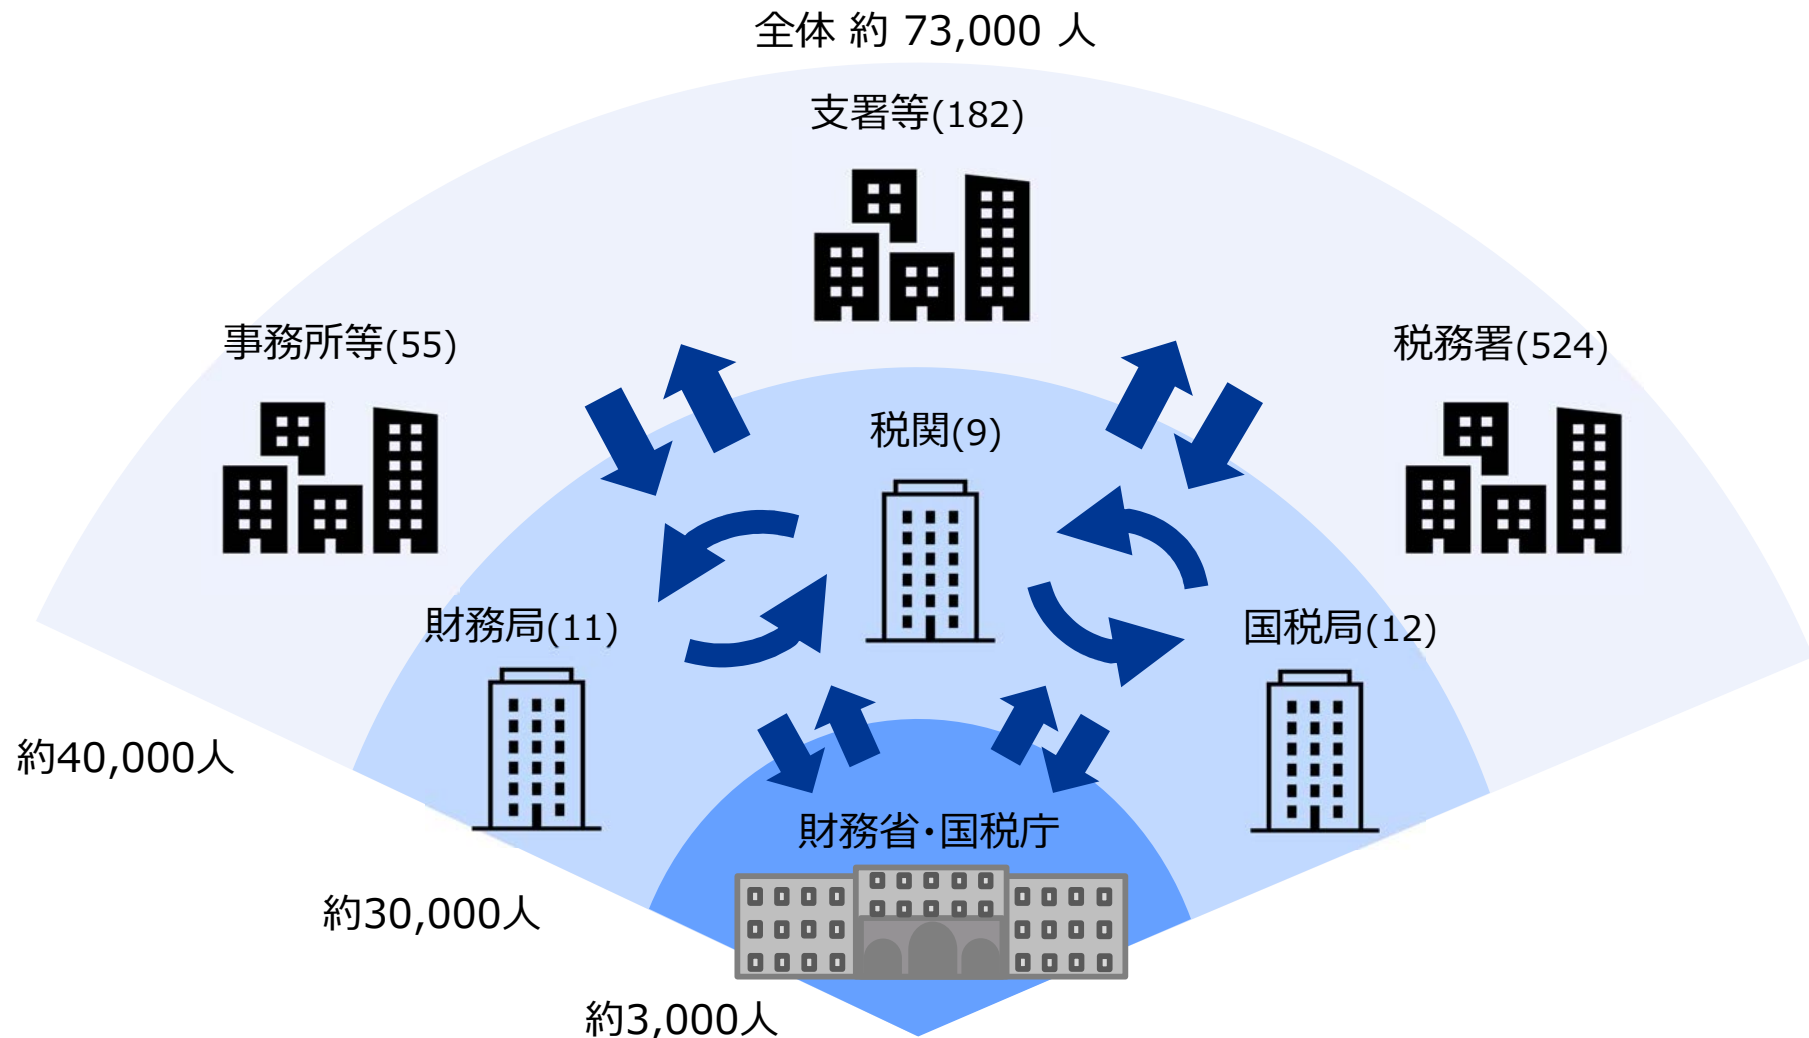 全体 約 73,000 人
支署等(182)
事務所等(55)
税務署(524)
税関(9)
財務局(11)
国税局(12)
約40,000人
財務省・国税庁
約30,000人
約3,000人